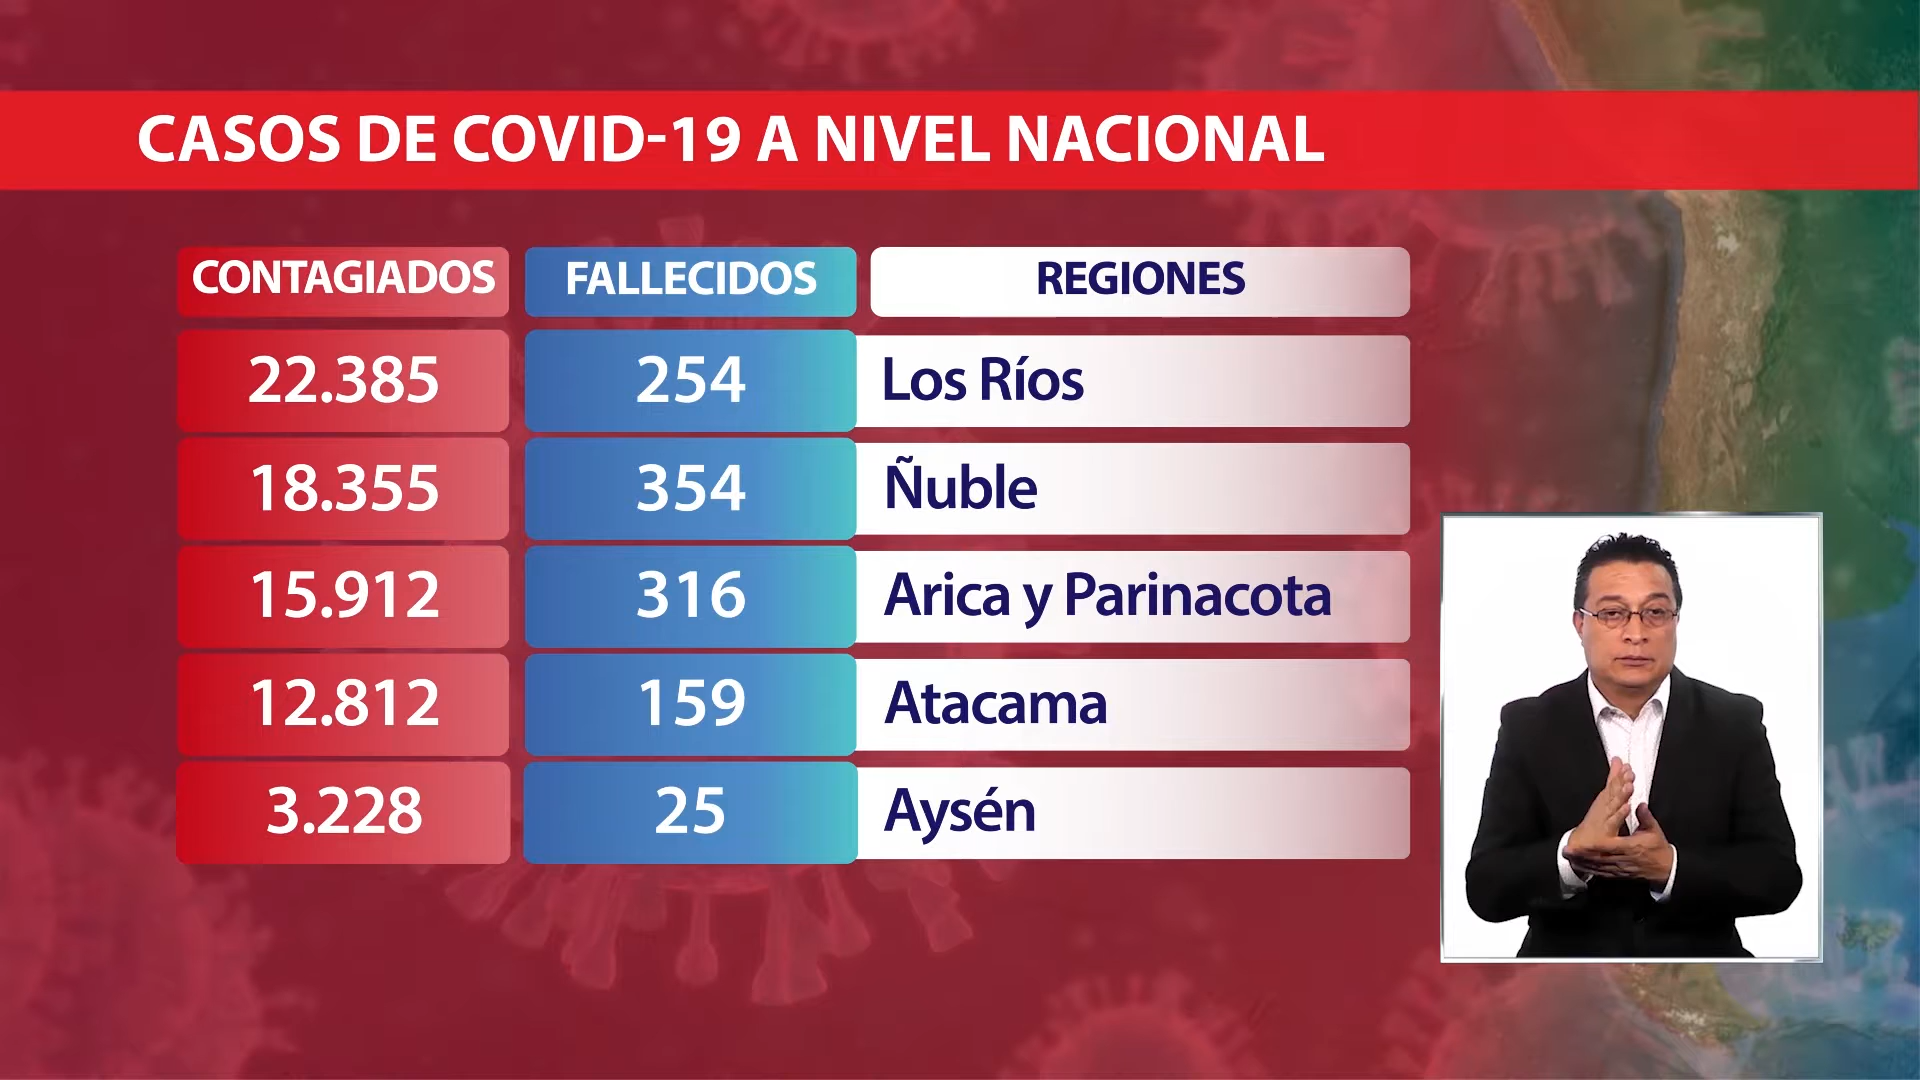 CASOS DE COVID-19 A NIVEL NACIONAL
CONTAGIADOS FALLECIDOS REGIONES
22.385 254 Los Ríos
18.355 354 Ñuble
15.912 316 Arica y Parinacota
12.812 159 Atacama
3.228 25 Aysén